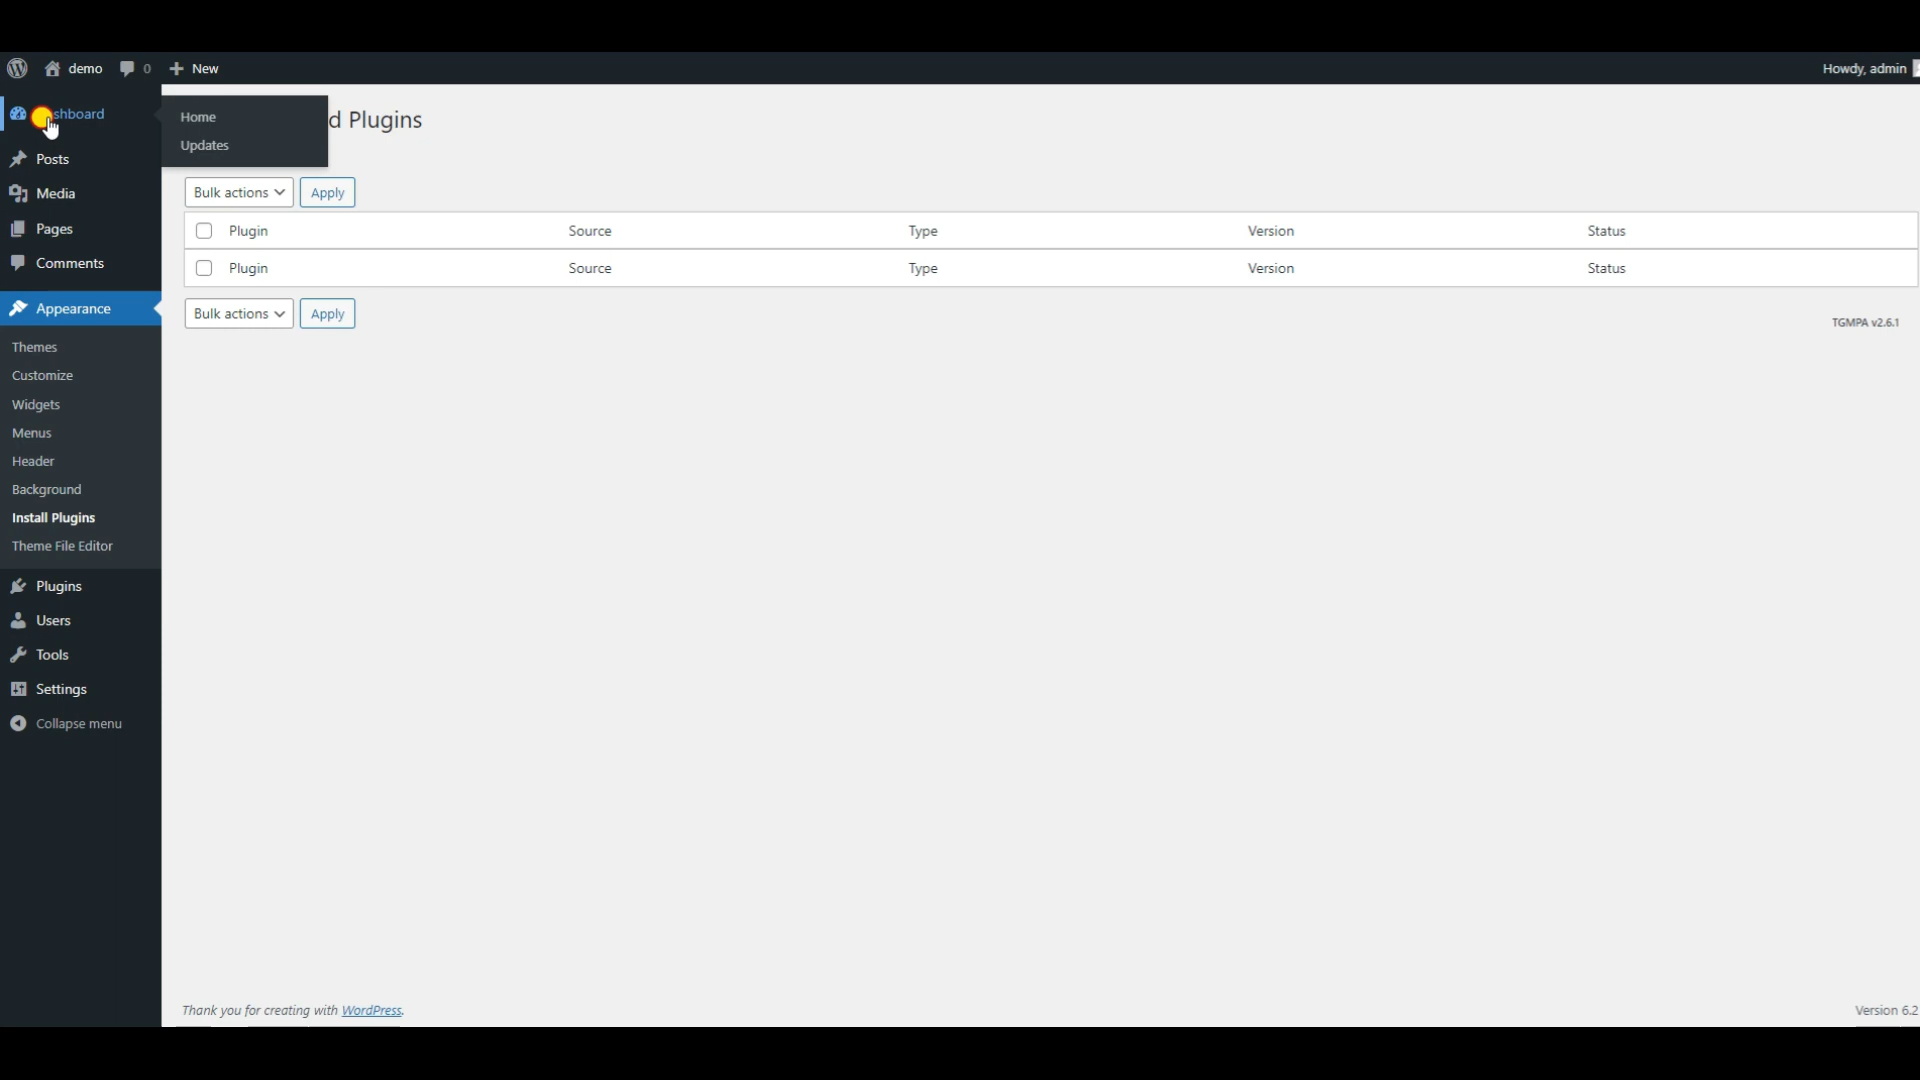 demo 0 New Howdy, admin
shboard
Home
Updates
d Plugins
Posts
Media
Pages
Comments
Appearance
Themes
Customize
Widgets
Menus
Header
Background
Install Plugins
Theme File Editor
Plugins
Users
Tools
Settings
Collapse menu
Bulk actions Apply
Plugin Source Type Version Status
Plugin Source Type Version Status
Bulk actions Apply
TGMPA v2.6.1
Thank you for creating with WordPress. Version 6.2